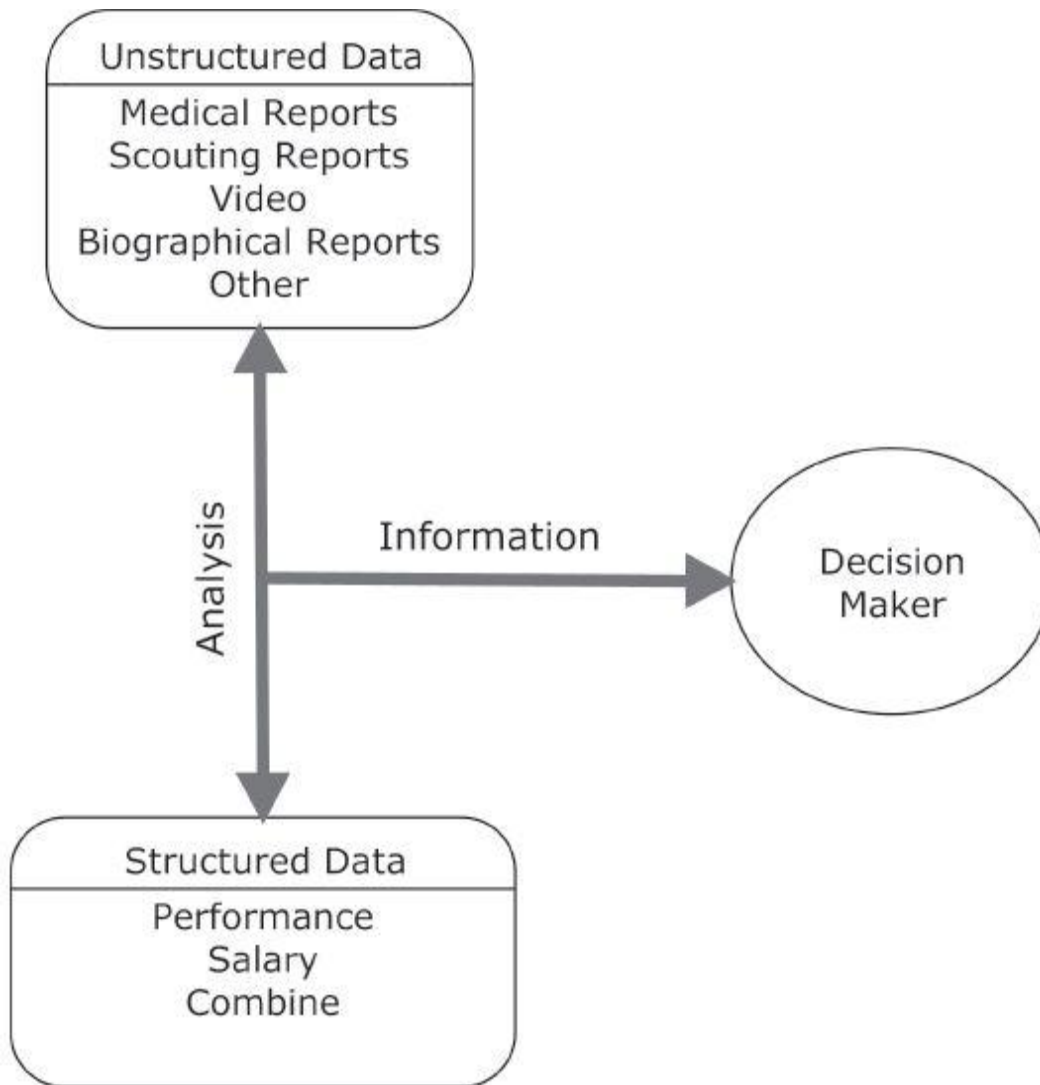 Unstructured Data
Medical Reports
Scouting Reports
Video
Biographical Reports
Other
Analysis
Information
Decision
Maker
Structured Data
Performance
Salary
Combine